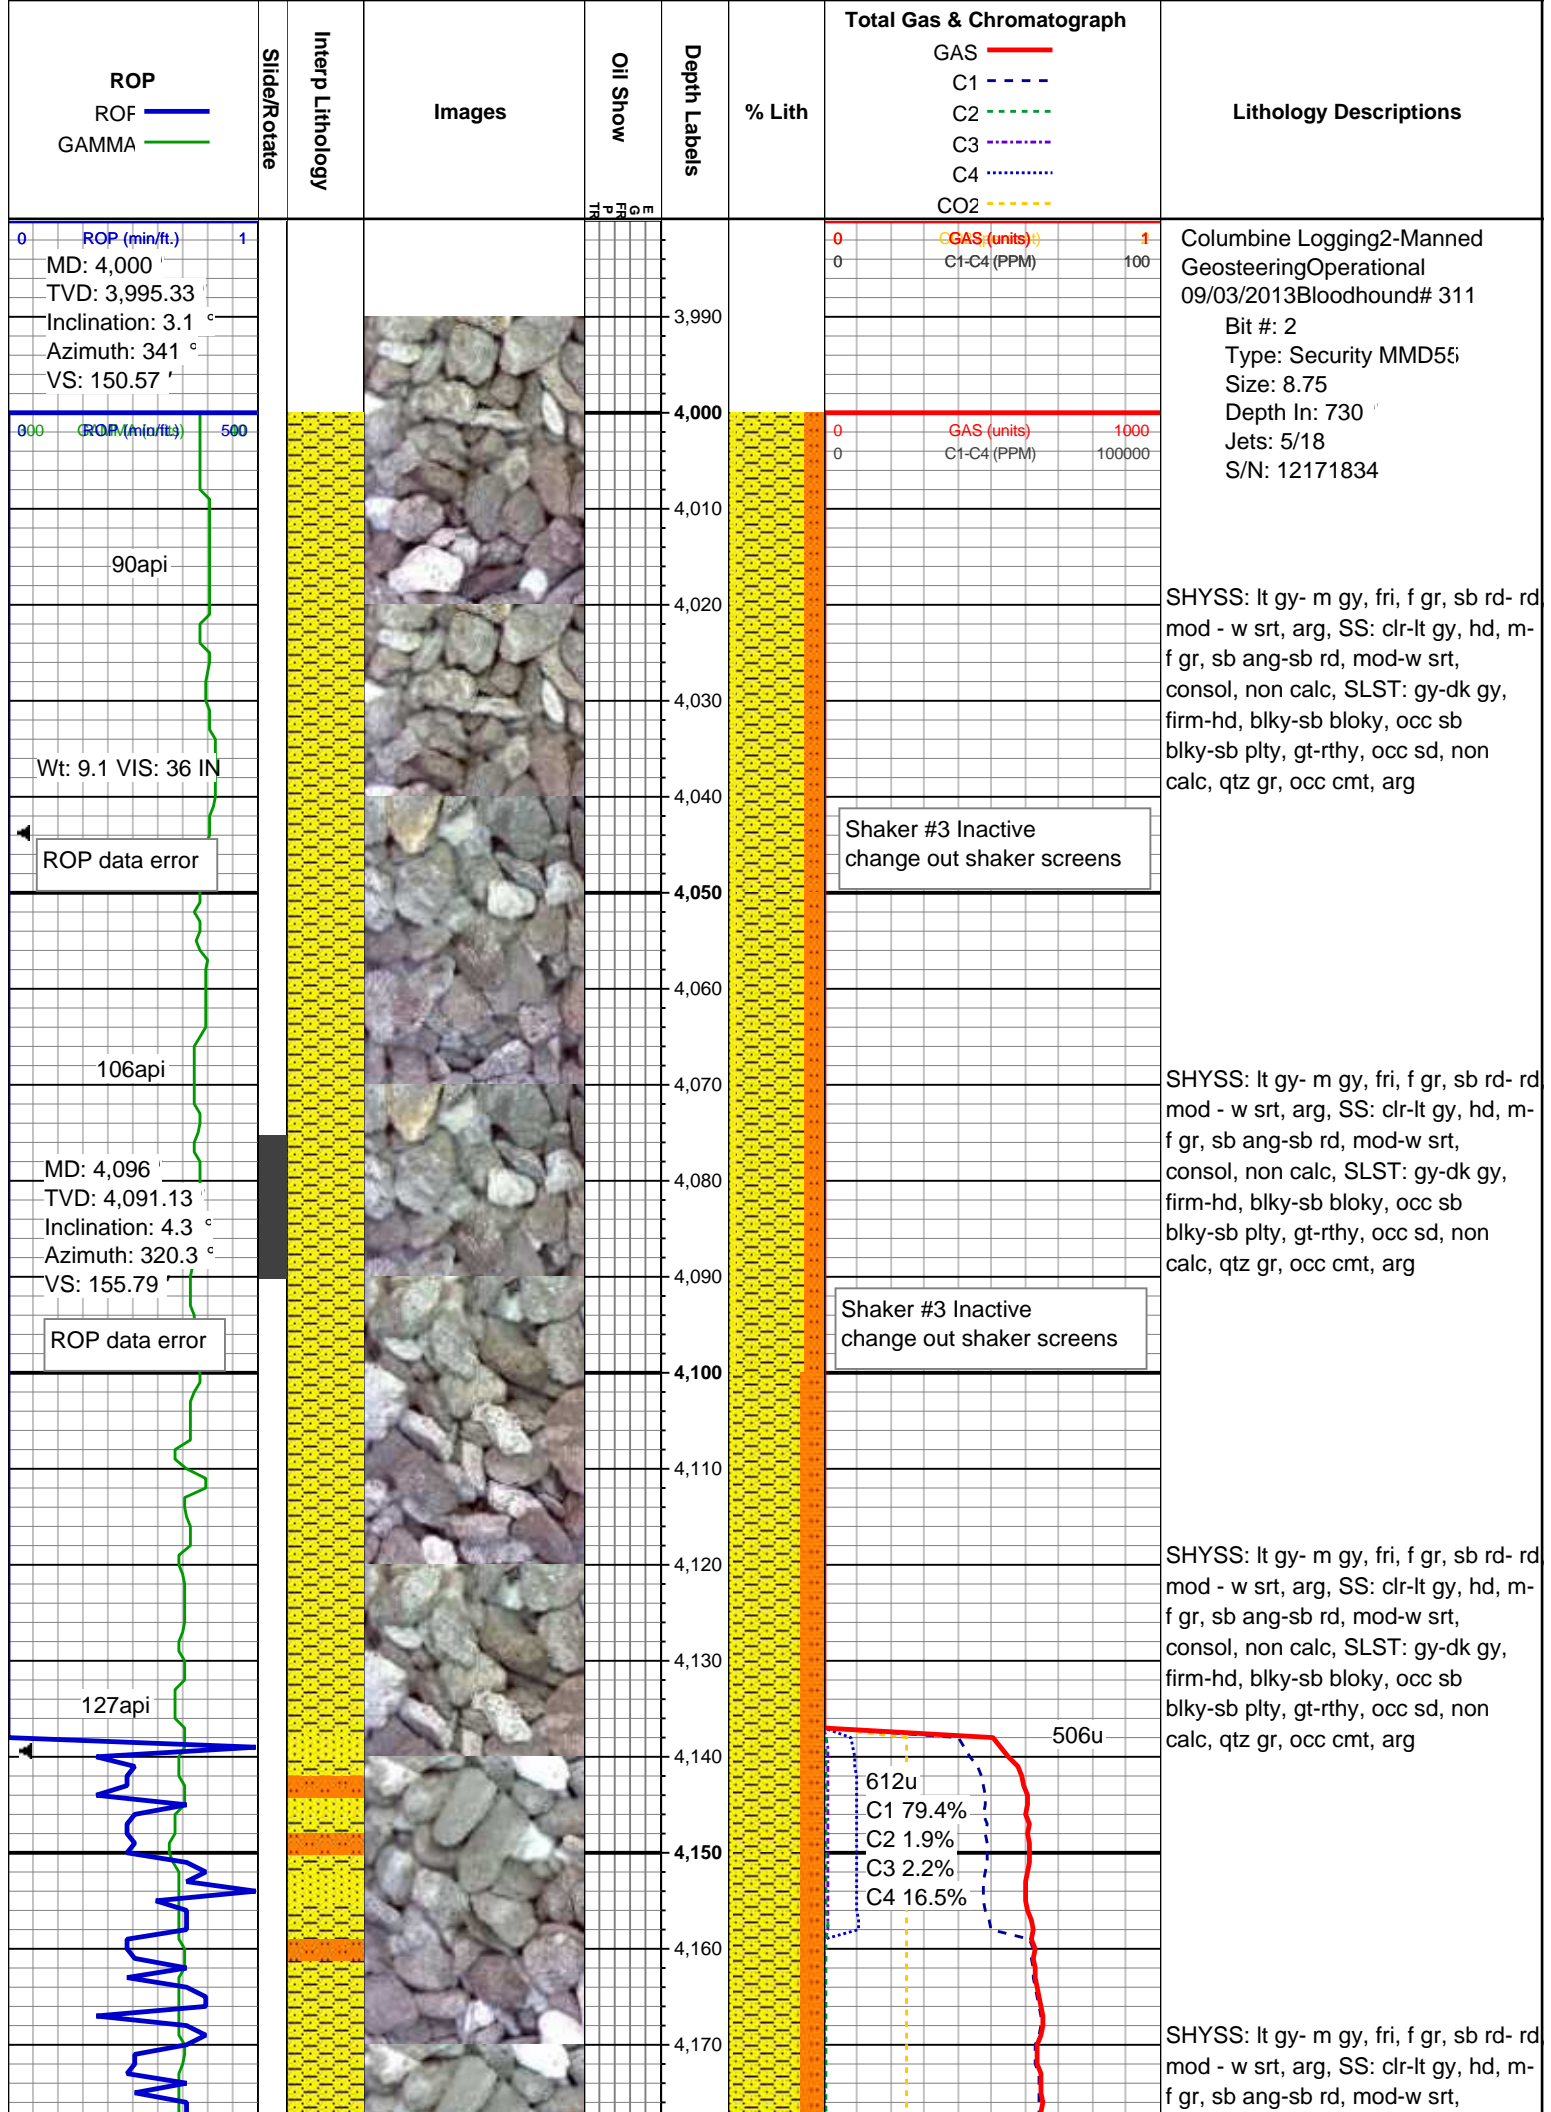 ROP
ROP
GAMMA
Slide/Rotate
Interp Lithology
Images
Oil Show
TR P FR G E
Depth Labels
% Lith
Total Gas & Chromatograph
GAS
C1
C2
C3
C4
CO2
Lithology Descriptions
0 ROP (min/ft.) 1
MD: 4,000 '
TVD: 3,995.33 '
Inclination: 3.1 °
Azimuth: 341 °
VS: 150.57 '
0 ROP (min/ft.) 500
90api
Wt: 9.1 VIS: 36 IN
ROP data error
106api
MD: 4,096 '
TVD: 4,091.13 '
Inclination: 4.3 °
Azimuth: 320.3 °
VS: 155.79 '
ROP data error
127api
3,990
4,000
4,010
4,020
4,030
4,040
4,050
4,060
4,070
4,080
4,090
4,100
4,110
4,120
4,130
4,140
4,150
4,160
4,170
0 GAS (units) 1
0 C1-C4 (PPM) 100
0 GAS (units) 1000
0 C1-C4 (PPM) 100000
Shaker #3 Inactive
change out shaker screens
Shaker #3 Inactive
change out shaker screens
506u
612u
C1 79.4%
C2 1.9%
C3 2.2%
C4 16.5%
Columbine Logging2-Manned
GeosteeringOperational
09/03/2013Bloodhound# 311
Bit #: 2
Type: Security MMD55
Size: 8.75
Depth In: 730 '
Jets: 5/18
S/N: 12171834
SHYSS: lt gy- m gy, fri, f gr, sb rd- rd,
mod - w srt, arg, SS: clr-lt gy, hd, m-
f gr, sb ang-sb rd, mod-w srt,
consol, non calc, SLST: gy-dk gy,
firm-hd, blky-sb bloky, occ sb
blky-sb plty, gt-rthy, occ sd, non
calc, qtz gr, occ cmt, arg
SHYSS: lt gy- m gy, fri, f gr, sb rd- rd,
mod - w srt, arg, SS: clr-lt gy, hd, m-
f gr, sb ang-sb rd, mod-w srt,
consol, non calc, SLST: gy-dk gy,
firm-hd, blky-sb bloky, occ sb
blky-sb plty, gt-rthy, occ sd, non
calc, qtz gr, occ cmt, arg
SHYSS: lt gy- m gy, fri, f gr, sb rd- rd,
mod - w srt, arg, SS: clr-lt gy, hd, m-
f gr, sb ang-sb rd, mod-w srt,
consol, non calc, SLST: gy-dk gy,
firm-hd, blky-sb bloky, occ sb
blky-sb plty, gt-rthy, occ sd, non
calc, qtz gr, occ cmt, arg
SHYSS: lt gy- m gy, fri, f gr, sb rd- rd,
mod - w srt, arg, SS: clr-lt gy, hd, m-
f gr, sb ang-sb rd, mod-w srt,